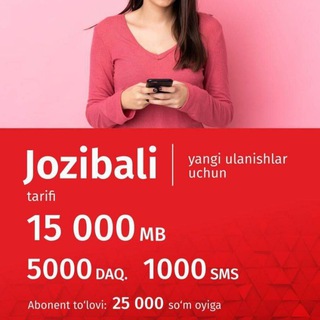 Jozibali
yangi ulanishlar
uchun
tarifi
15 000 MB
5000 DAQ. 1000 SMS
Abonent to‘lovi: 25 000 so‘m oyiga